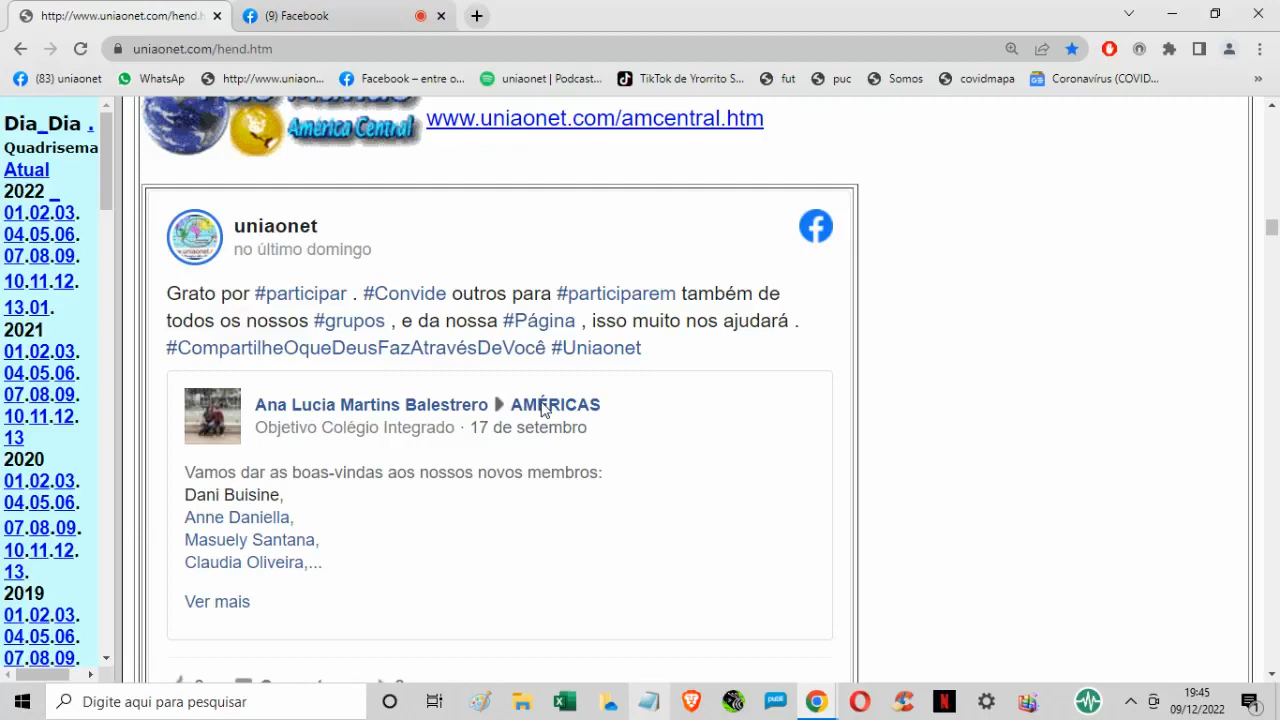 http://www.uniaonet.com/hend.h
(9) Facebook
uniaonet.com/hend.htm
(83) uniaonet
WhatsApp
http://www.uniaon...
Facebook – entre o...
uniaonet | Podcast...
TikTok de Yrorrito S...
fut
puc
Somos
covidmapa
Coronavírus (COVID...
»
Dia_Dia .
Quadrisema
Atual
2022 _
01.02.03.
04.05.06.
07.08.09.
10.11.12.
13.01.
2021
01.02.03.
04.05.06.
07.08.09.
10.11.12.
13
2020
01.02.03.
04.05.06.
07.08.09.
10.11.12.
13.
2019
01.02.03.
04.05.06.
07.08.09.
América Central
www.uniaonet.com/amcentral.htm
uniaonet
no último domingo
Grato por #participar . #Convide outros para #participarem também de
todos os nossos #grupos , e da nossa #Página , isso muito nos ajudará .
#CompartilheOqueDeusFazAtravésDeVocê #Uniaonet
Ana Lucia Martins Balestrero AMÉRICAS
Objetivo Colégio Integrado · 17 de setembro
Vamos dar as boas-vindas aos nossos novos membros:
Dani Buisine,
Anne Daniella,
Masuely Santana,
Claudia Oliveira,...
Ver mais
Digite aqui para pesquisar
publi
19:45
09/12/2022